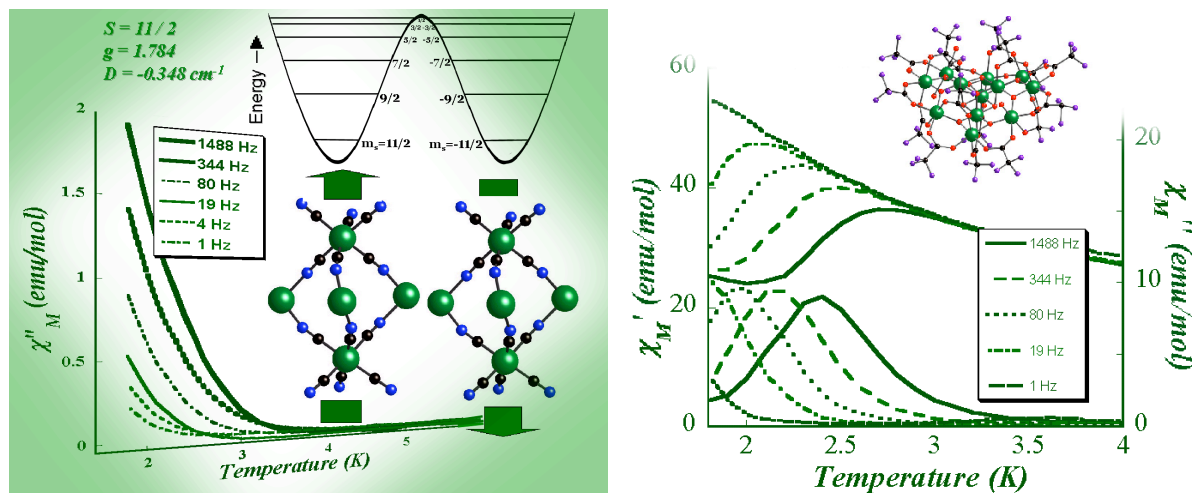 S = 11 / 2
g = 1.784
D = -0.348 cm⁻¹
Energy →
3/2 -3/2
5/2 -5/2
7/2 -7/2
9/2 -9/2
mₛ=11/2 mₛ=-11/2
2
1.5
1
0.5
0
χ''M (emu/mol)
1488 Hz
344 Hz
80 Hz
19 Hz
4 Hz
1 Hz
2 3 4 5
Temperature (K)
60
40
20
0
χM' (emu/mol)
20
10
0
χM'' (emu/mol)
1488 Hz
344 Hz
80 Hz
19 Hz
1 Hz
2 2.5 3 3.5 4
Temperature (K)